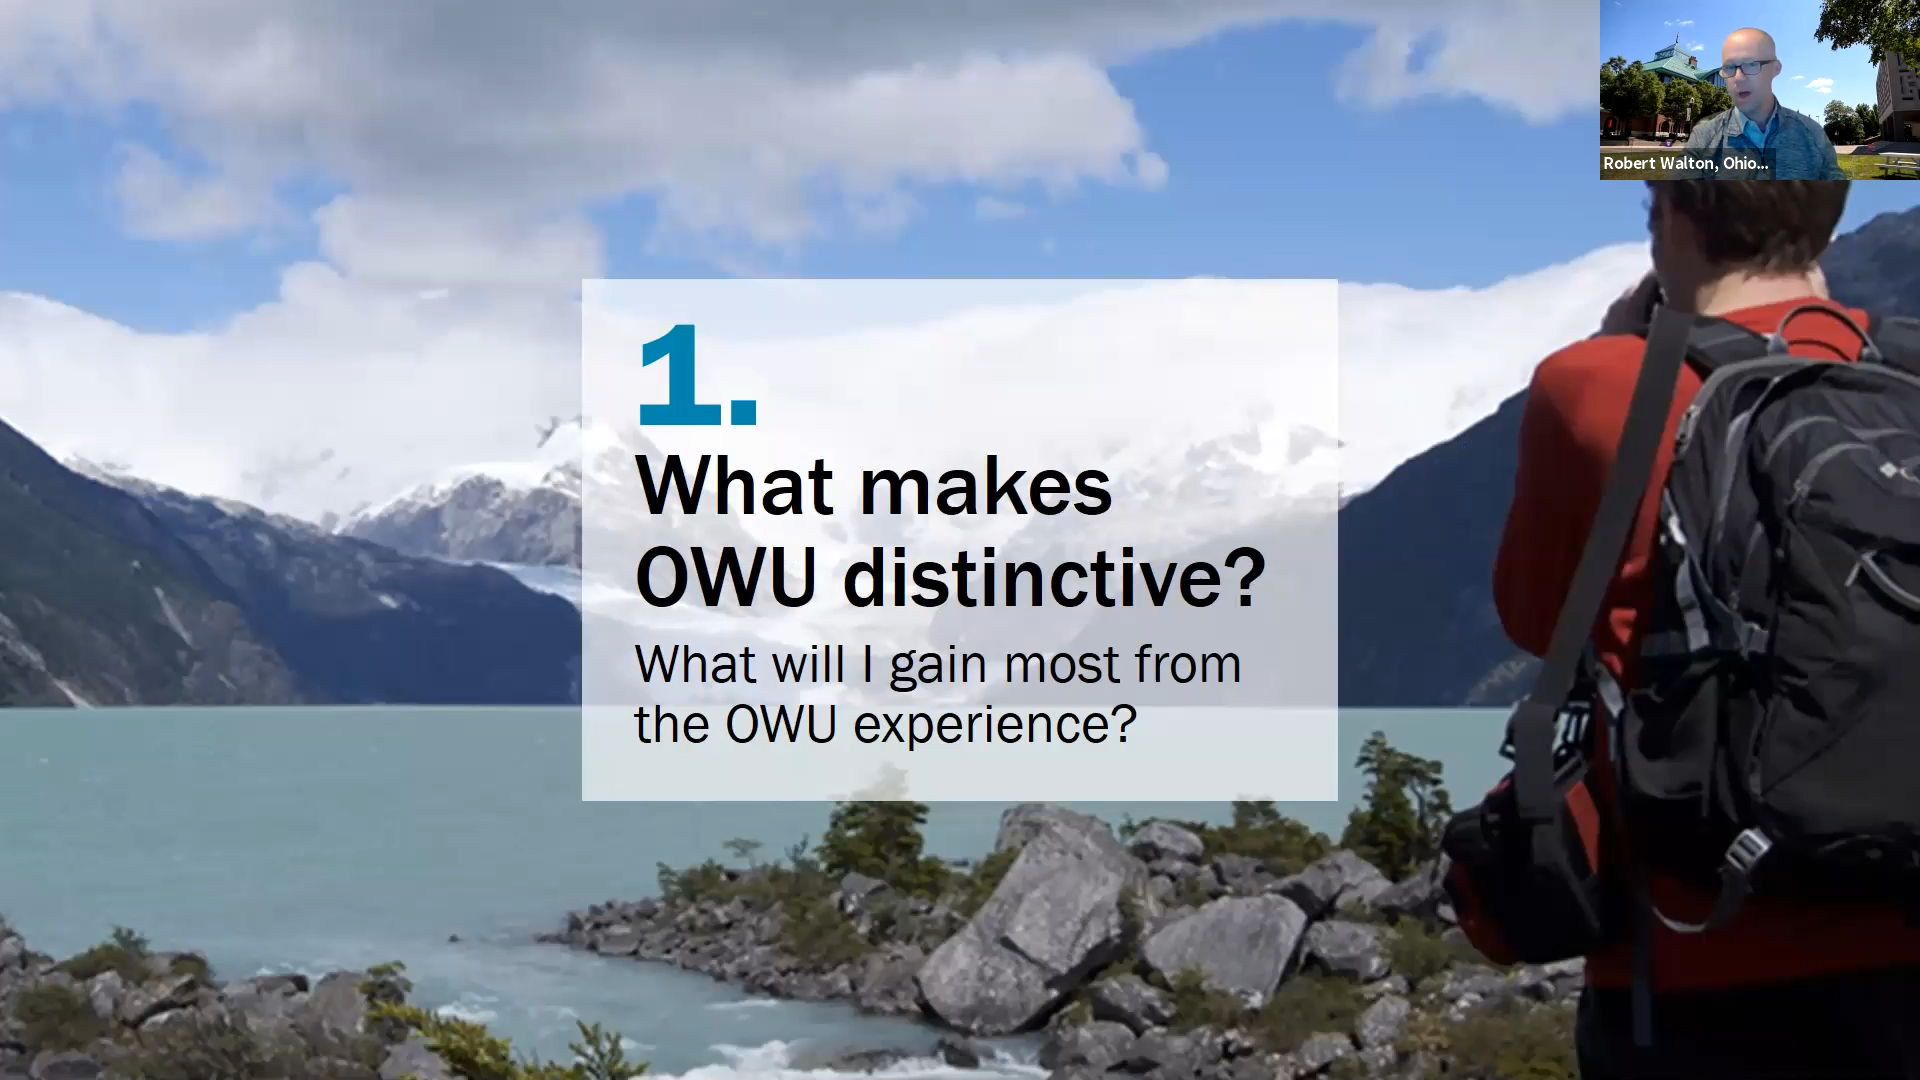 Robert Walton, Ohio...
1.
What makes
OWU distinctive?
What will I gain most from
the OWU experience?